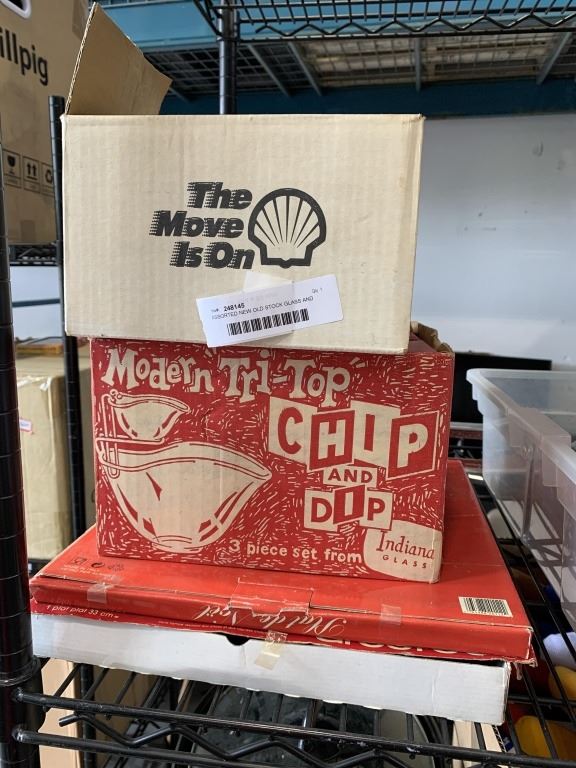 illpig
The
Move
Is On
248145
ASSORTED NEW OLD STOCK GLASS AND
Modern Tri-Top
CHIP
AND
DIP
3 piece set from
Indiana
GLASS
1 plat plat 33 cm